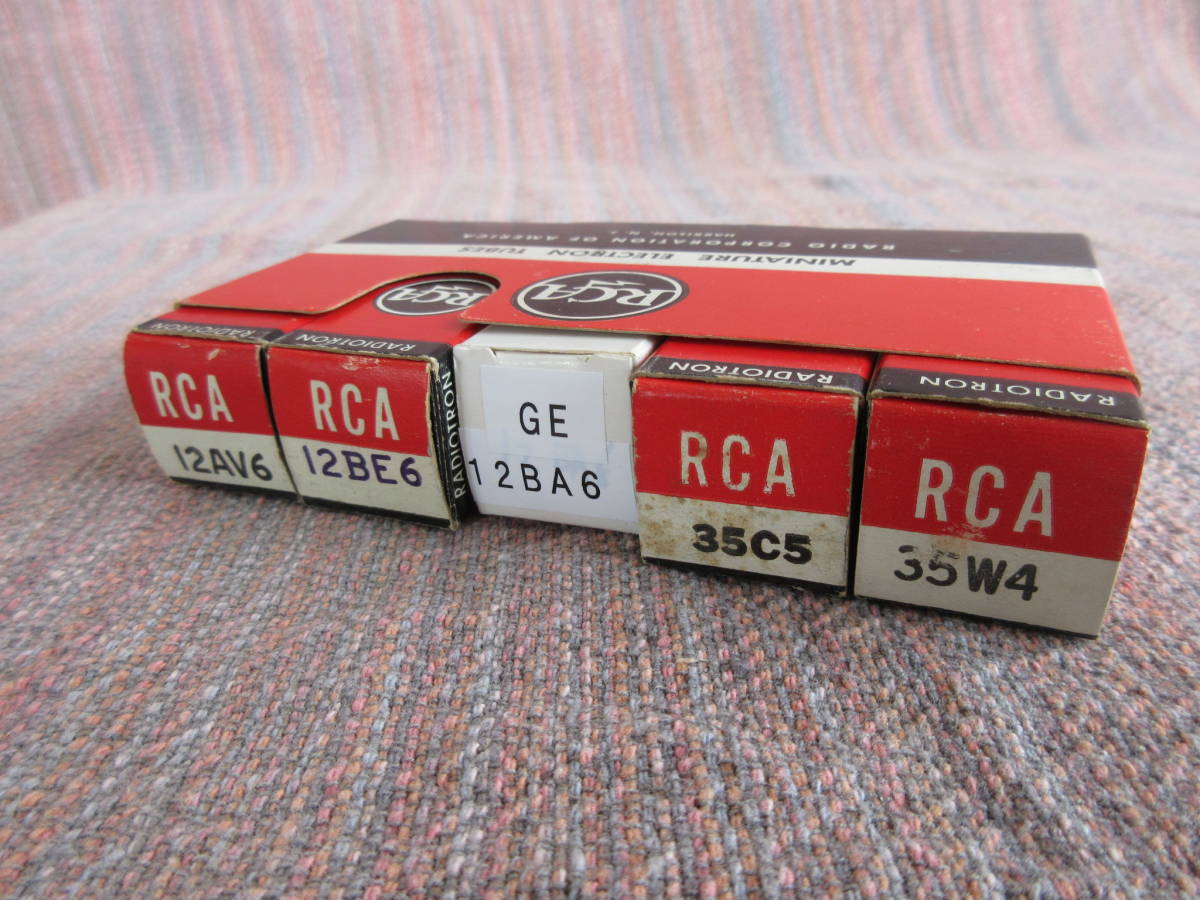 RADIO CORPORATION OF AMERICA
HARRISON, N. J.
MINIATURE ELECTRON TUBES
RCA
RCA
RADIOTRON
RCA
12AV6
RADIOTRON
RCA
12BE6
RADIOTRON
GE
12BA6
RADIOTRON
RCA
35C5
RADIOTRON
RCA
35W4